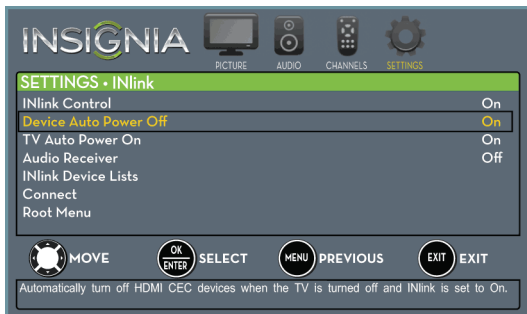 INSIGNIA
PICTURE AUDIO CHANNELS SETTINGS
SETTINGS • INlink
INlink Control On
Device Auto Power Off On
TV Auto Power On On
Audio Receiver Off
INlink Device Lists
Connect
Root Menu
MOVE OK ENTER SELECT MENU PREVIOUS EXIT EXIT
Automatically turn off HDMI CEC devices when the TV is turned off and INlink is set to On.